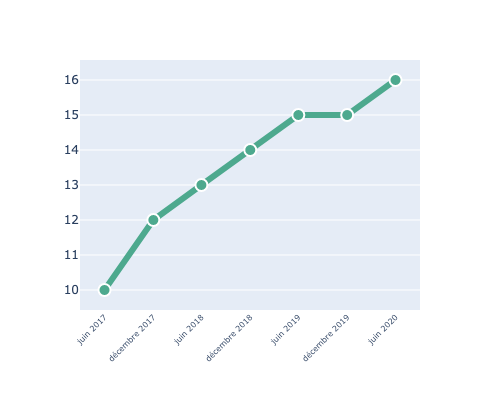 16
15
14
13
12
11
10
juin 2017
décembre 2017
juin 2018
décembre 2018
juin 2019
décembre 2019
juin 2020